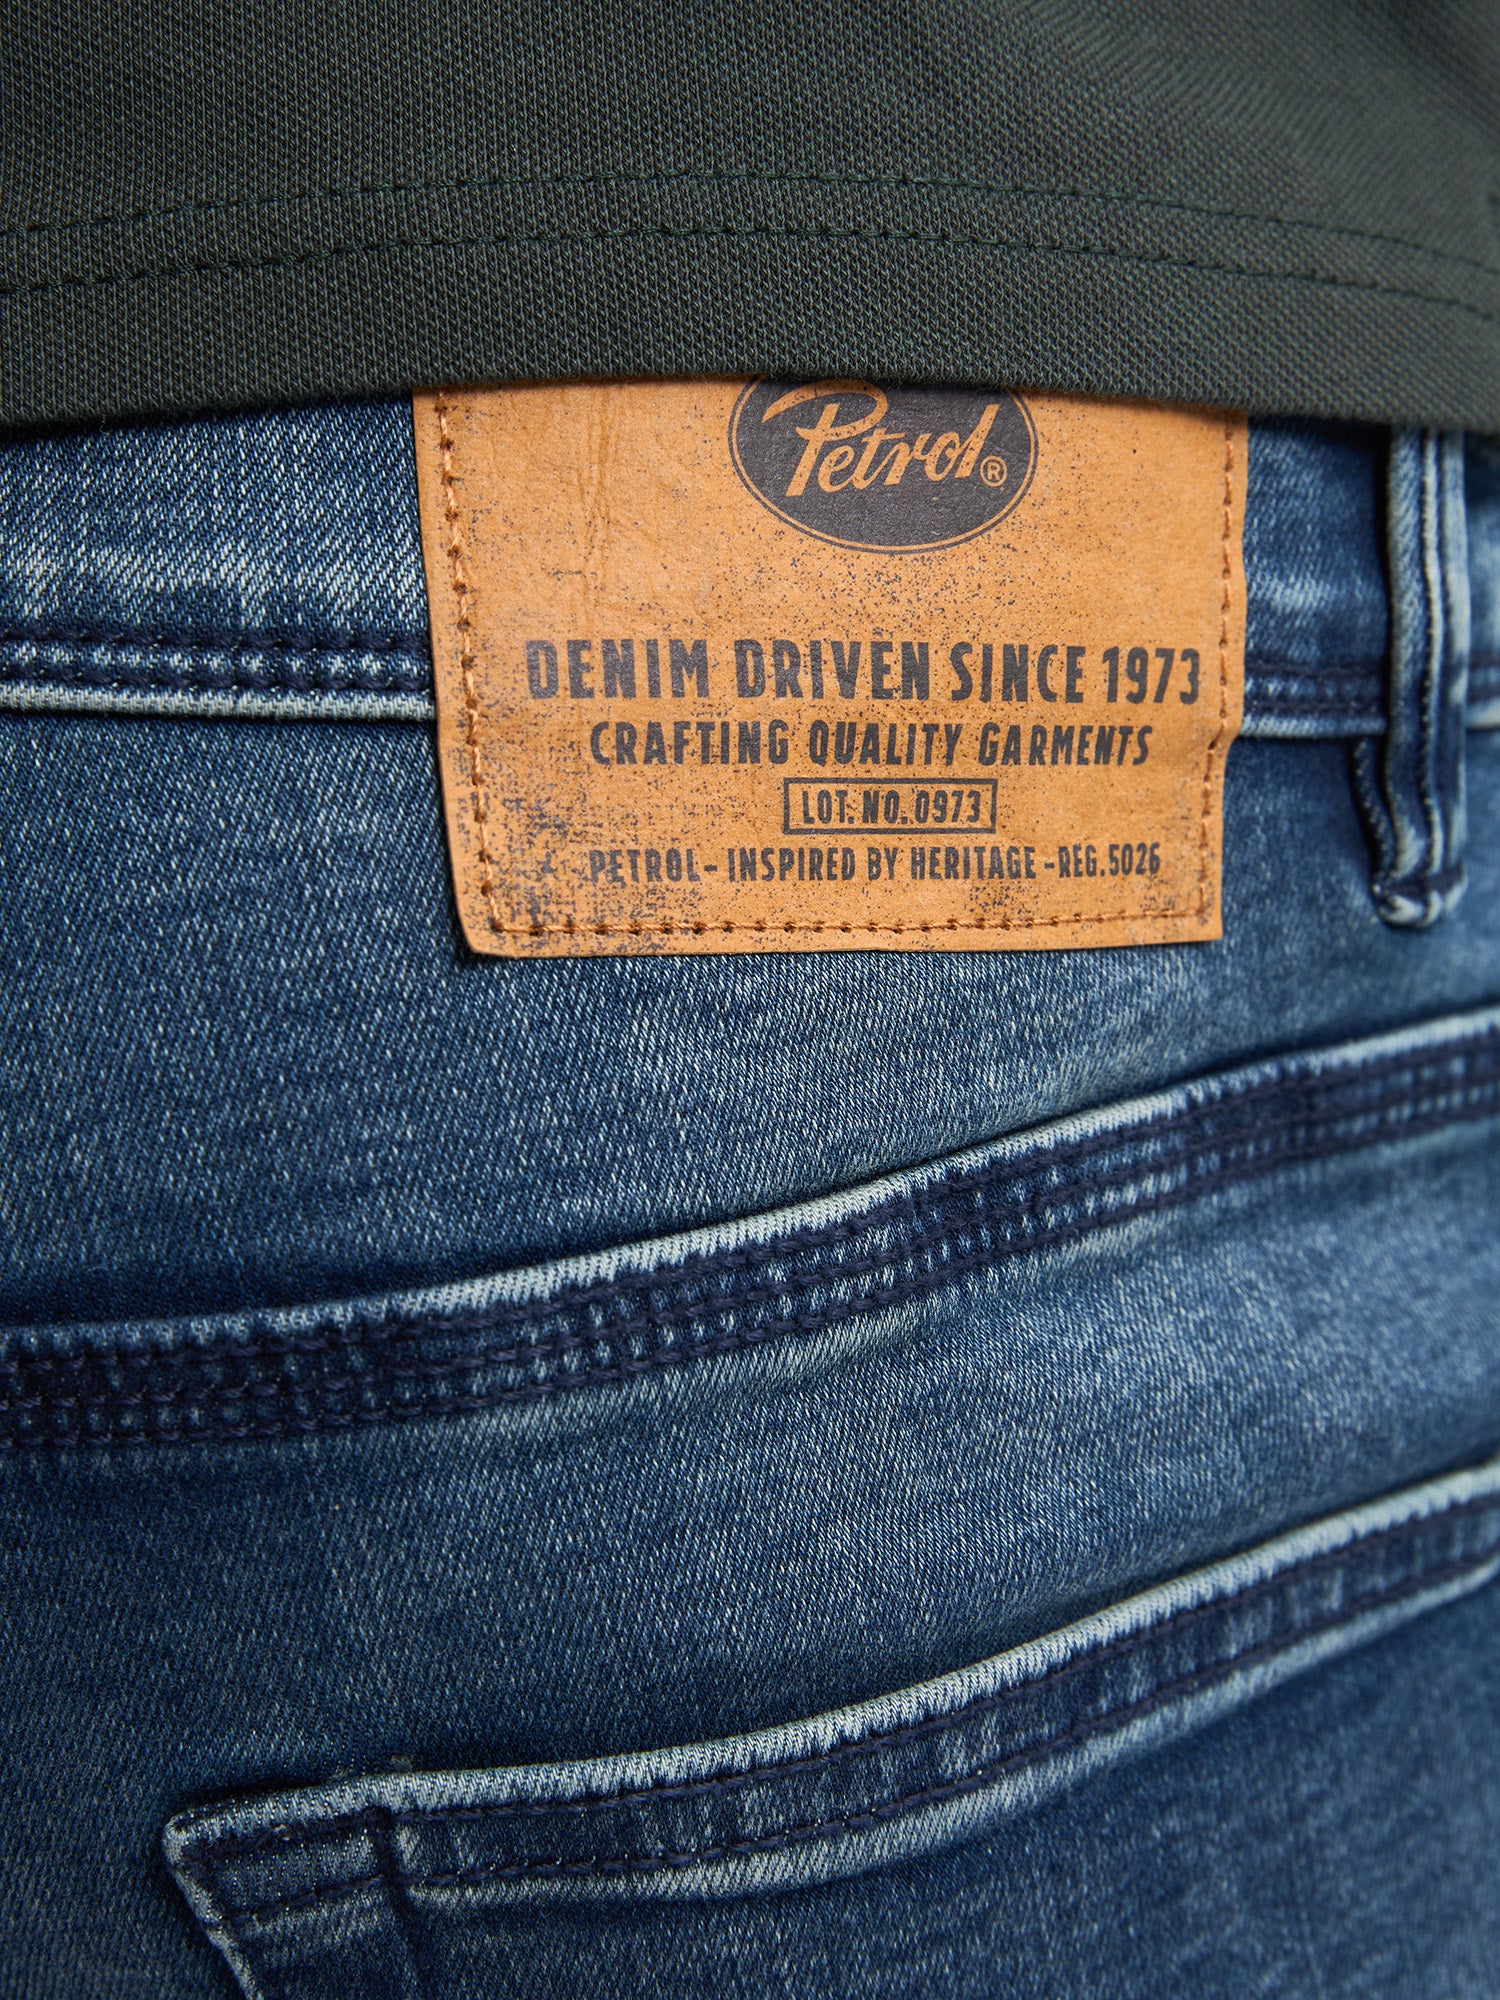 Petrol®
DENIM DRIVEN SINCE 1973
CRAFTING QUALITY GARMENTS
LOT. NO. 0973
PETROL- INSPIRED BY HERITAGE -REG.5026